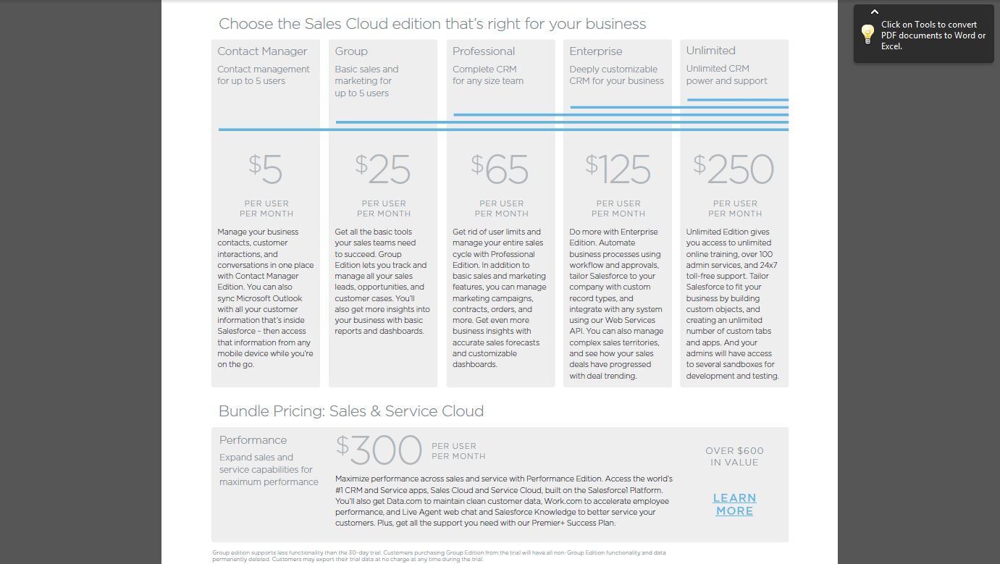 Choose the Sales Cloud edition that's right for your business
Contact Manager
Contact management
for up to 5 users
$5
PER USER
PER MONTH
Manage your business
contacts, customer
interactions, and
conversations in one place
with Contact Manager
Edition. You can also
sync Microsoft Outlook
with all your customer
information that's inside
Salesforce – then access
that information from any
mobile device while you're
on the go.
Group
Basic sales and
marketing for
up to 5 users
$25
PER USER
PER MONTH
Get all the basic tools
your sales teams need
to succeed. Group
Edition lets you track and
manage all your sales
leads, opportunities, and
customer cases. You'll
also get more insights into
your business with basic
reports and dashboards.
Professional
Complete CRM
for any size team
$65
PER USER
PER MONTH
Get rid of user limits and
manage your entire sales
cycle with Professional
Edition. In addition to
basic sales and marketing
features, you can manage
marketing campaigns,
contracts, orders, and
more. Get even more
business insights with
accurate sales forecasts
and customizable
dashboards.
Enterprise
Deeply customizable
CRM for your business
$125
PER USER
PER MONTH
Do more with Enterprise
Edition. Automate
business processes using
workflow and approvals,
tailor Salesforce to your
company with custom
record types, and
integrate with any system
using our Web Services
API. You can also manage
complex sales territories,
and see how your sales
deals have progressed
with deal trending.
Unlimited
Unlimited CRM
power and support
$250
PER USER
PER MONTH
Unlimited Edition gives
you access to unlimited
online training, over 100
admin services, and 24x7
toll-free support. Tailor
Salesforce to fit your
business by building
custom objects, and
creating an unlimited
number of custom tabs
and apps. And your
admins will have access
to several sandboxes for
development and testing.
Bundle Pricing: Sales & Service Cloud
Performance
Expand sales and
service capabilities for
maximum performance
$300
PER USER
PER MONTH
Maximize performance across sales and service with Performance Edition. Access the world's
#1 CRM and Service apps, Sales Cloud and Service Cloud, built on the Salesforce1 Platform.
You'll also get Data.com to maintain clean customer data, Work.com to accelerate employee
performance, and Live Agent web chat and Salesforce Knowledge to better service your
customers. Plus, get all the support you need with our Premier+ Success Plan.
OVER $600
IN VALUE
LEARN
MORE
Group edition supports less functionality than the 30-day trial. Customers purchasing Group Edition from the trial will have all non-Group Edition functionality and data
permanently deleted. Customers may export their trial data at no charge at any time during the trial.
Click on Tools to convert
PDF documents to Word or
Excel.